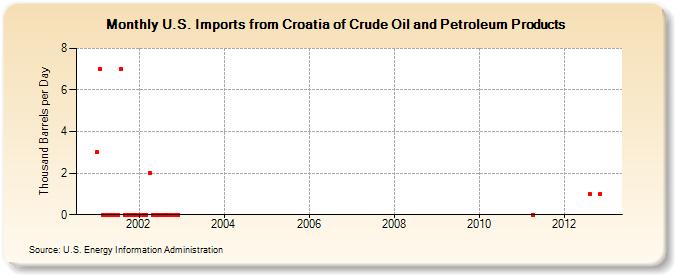 Monthly U.S. Imports from Croatia of Crude Oil and Petroleum Products
Thousand Barrels per Day
8
6
4
2
0
2002 2004 2006 2008 2010 2012
Source: U.S. Energy Information Administration